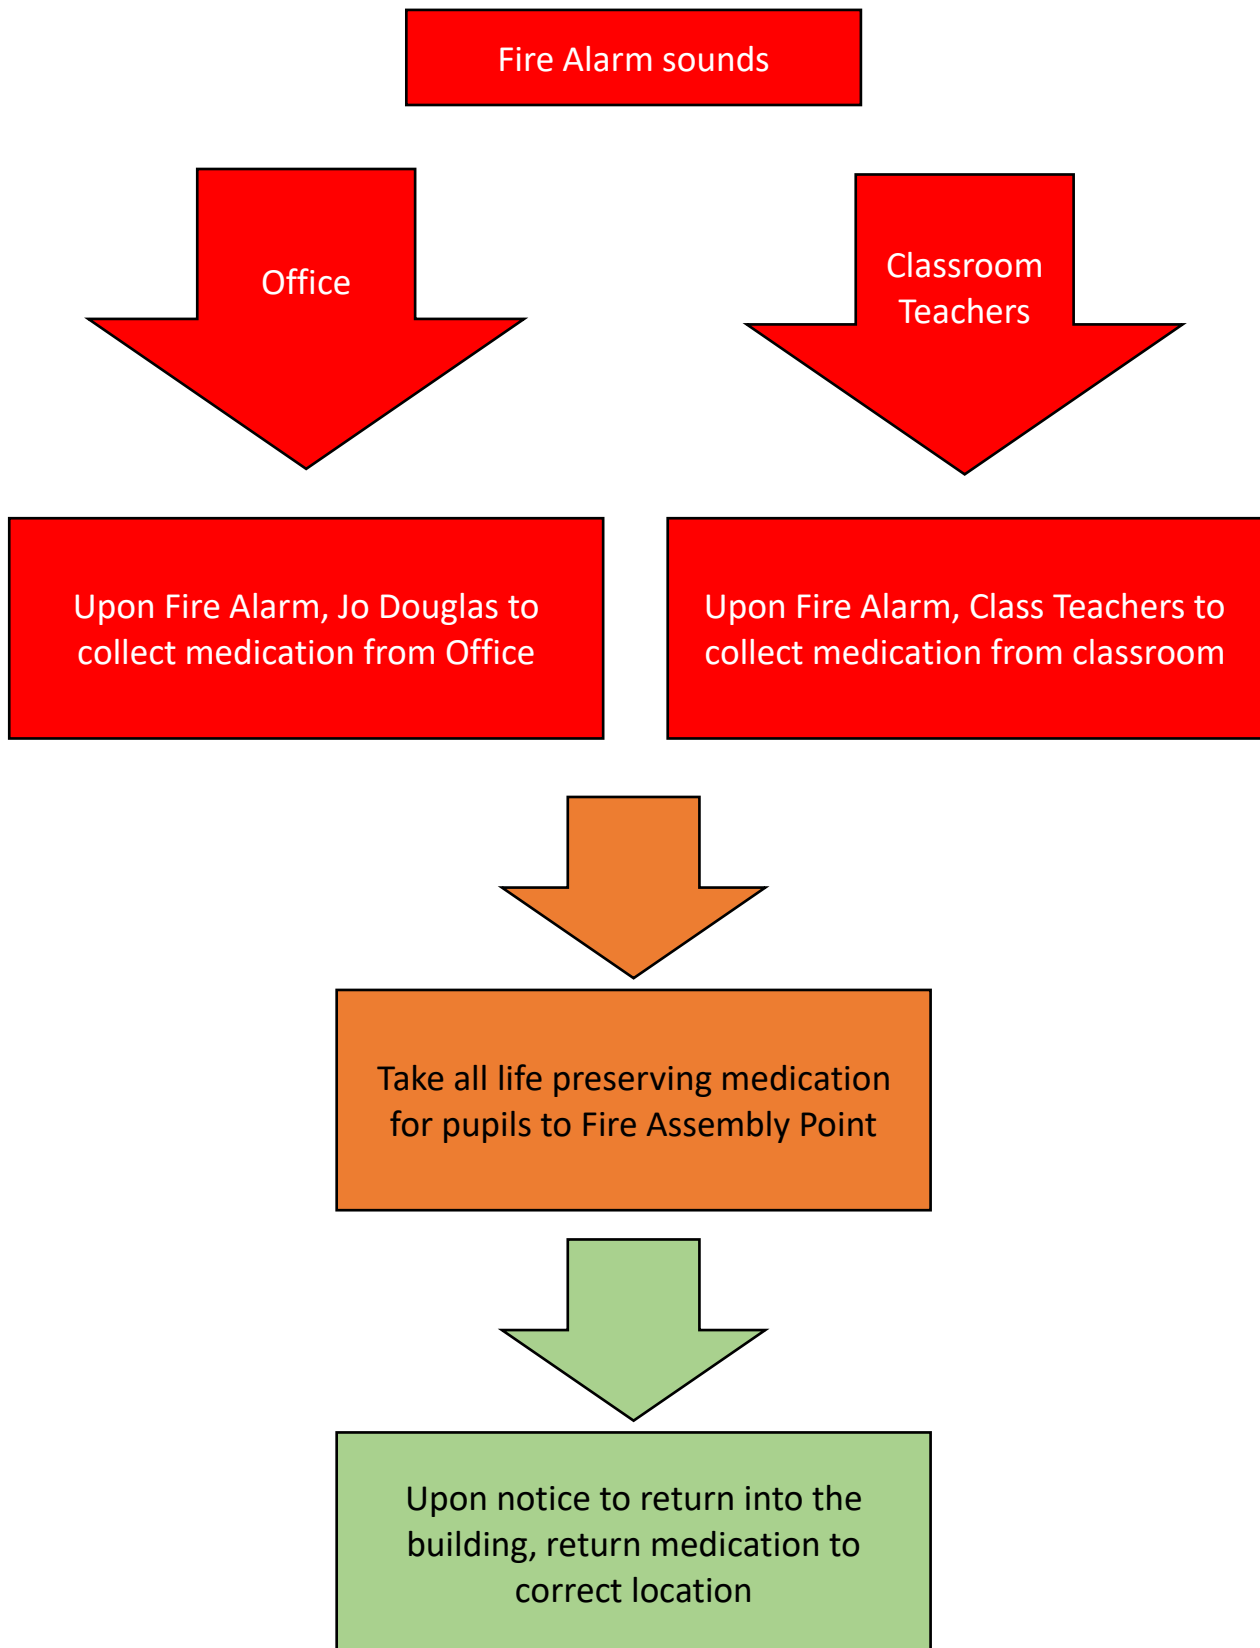 Fire Alarm sounds
Office
Classroom
Teachers
Upon Fire Alarm, Jo Douglas to
collect medication from Office
Upon Fire Alarm, Class Teachers to
collect medication from classroom
Take all life preserving medication
for pupils to Fire Assembly Point
Upon notice to return into the
building, return medication to
correct location